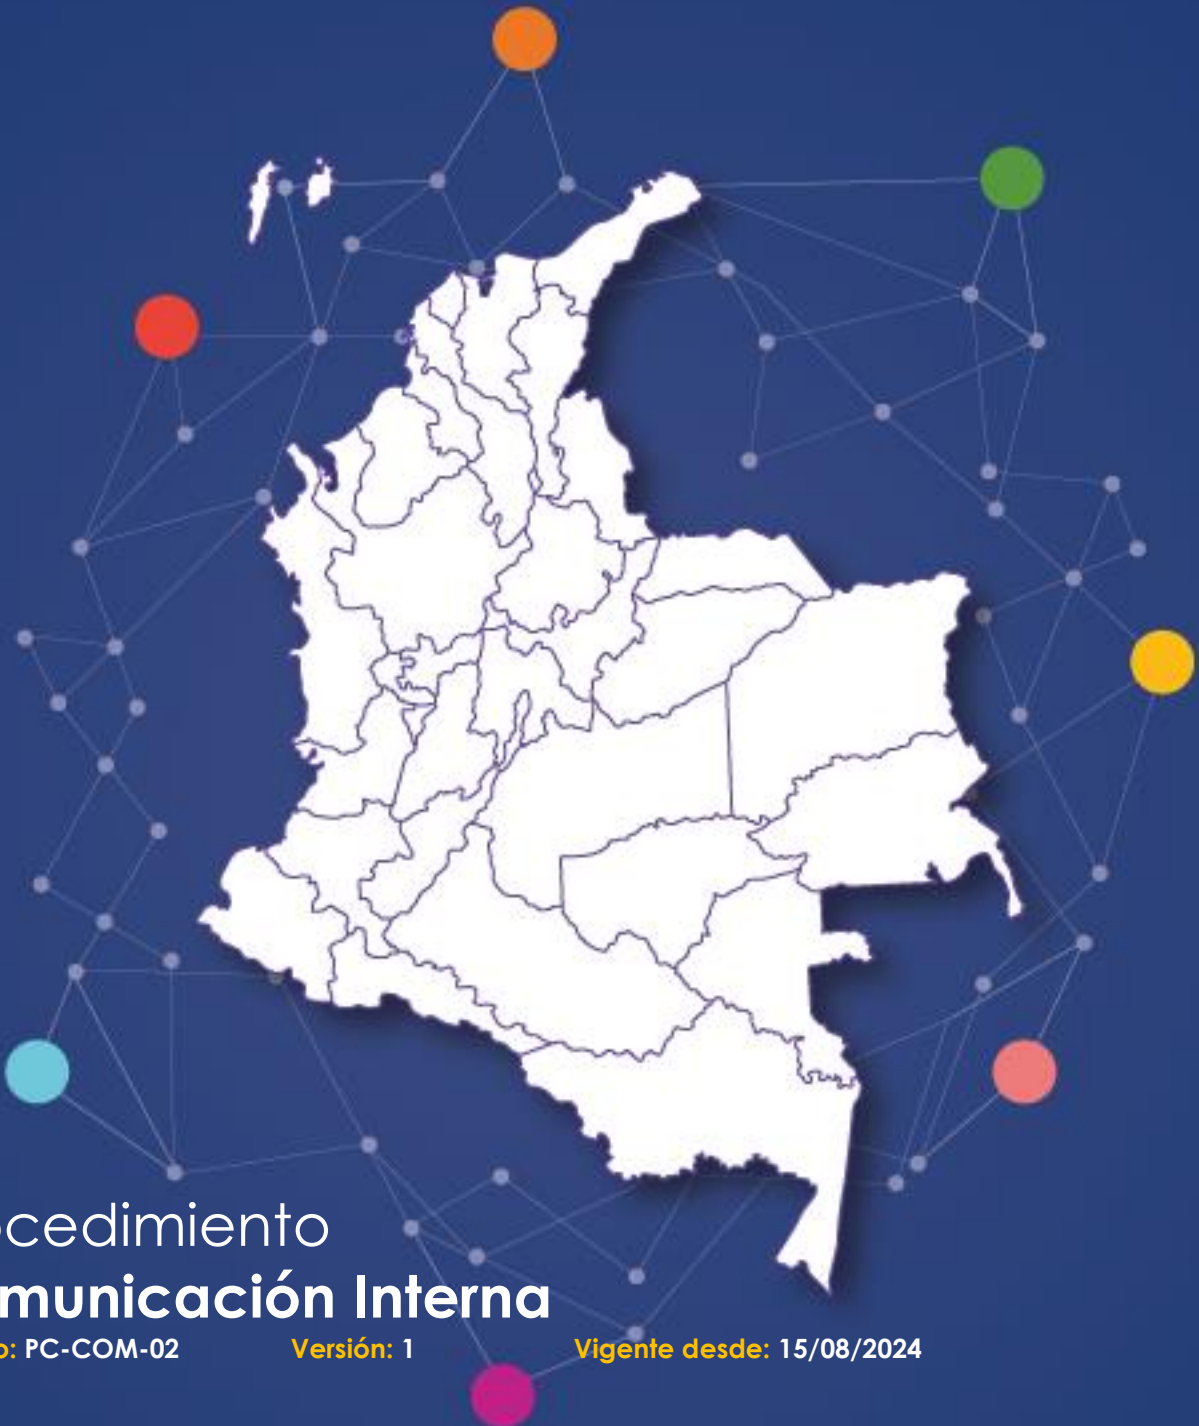 ocedimiento
municación Interna
o: PC-COM-02 Versión: 1 Vigente desde: 15/08/2024